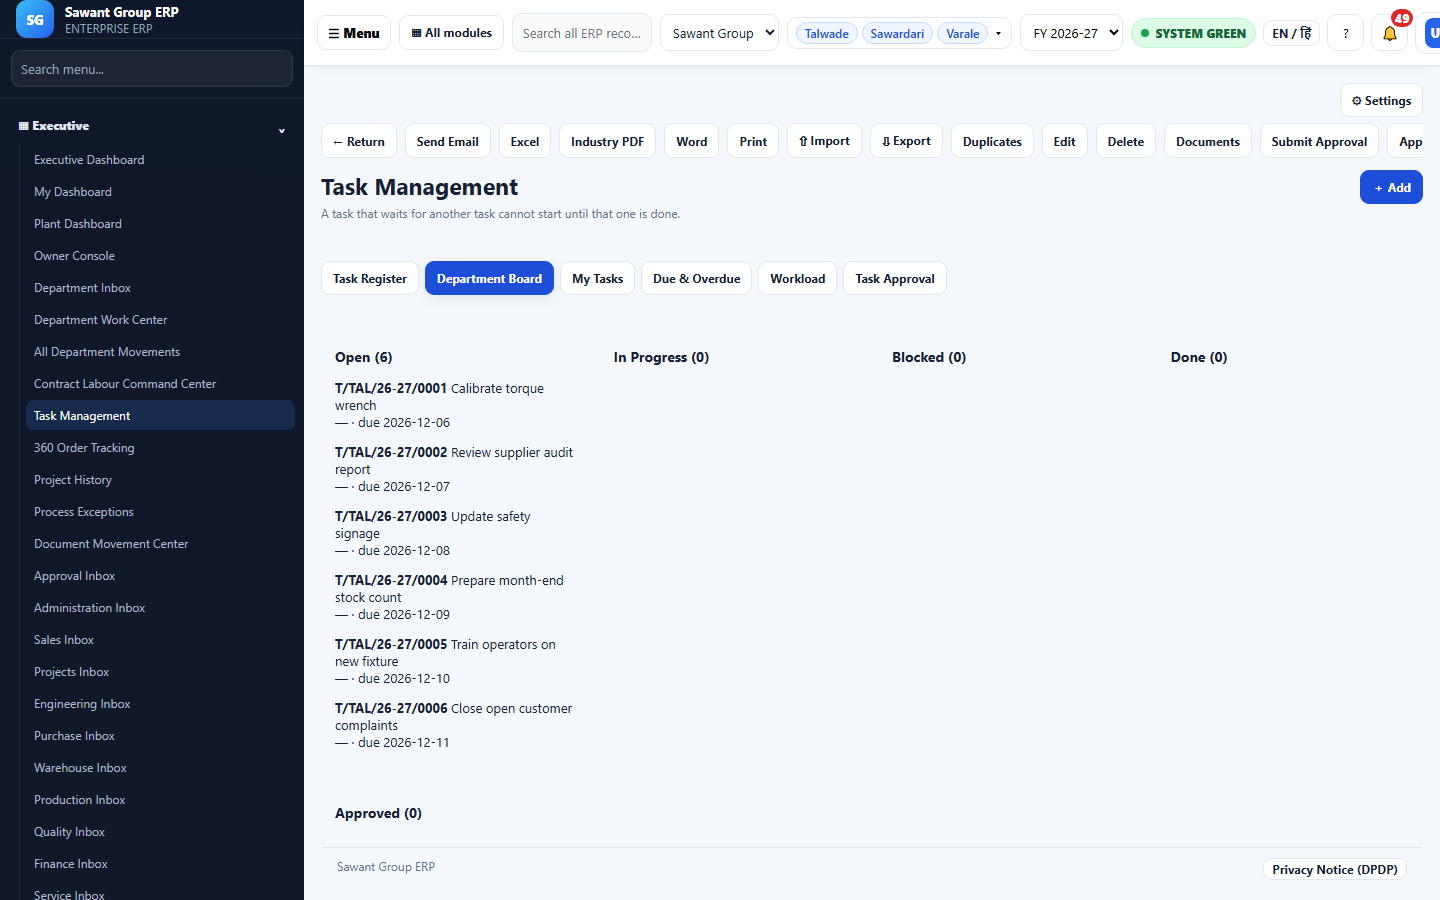 SG
Sawant Group ERP
ENTERPRISE ERP
Search menu...
Executive
Executive Dashboard
My Dashboard
Plant Dashboard
Owner Console
Department Inbox
Department Work Center
All Department Movements
Contract Labour Command Center
Task Management
360 Order Tracking
Project History
Process Exceptions
Document Movement Center
Approval Inbox
Administration Inbox
Sales Inbox
Projects Inbox
Engineering Inbox
Purchase Inbox
Warehouse Inbox
Production Inbox
Quality Inbox
Finance Inbox
Service Inbox
☰ Menu
▦ All modules
Search all ERP reco...
Sawant Group
Talwade
Sawardari
Varale
FY 2026-27
SYSTEM GREEN
EN / हिं
?
49
U
⚙ Settings
← Return
Send Email
Excel
Industry PDF
Word
Print
⇧ Import
⇩ Export
Duplicates
Edit
Delete
Documents
Submit Approval
App
Task Management
+ Add
A task that waits for another task cannot start until that one is done.
Task Register
Department Board
My Tasks
Due & Overdue
Workload
Task Approval
Open (6)
T/TAL/26-27/0001 Calibrate torque
wrench
— · due 2026-12-06
T/TAL/26-27/0002 Review supplier audit
report
— · due 2026-12-07
T/TAL/26-27/0003 Update safety
signage
— · due 2026-12-08
T/TAL/26-27/0004 Prepare month-end
stock count
— · due 2026-12-09
T/TAL/26-27/0005 Train operators on
new fixture
— · due 2026-12-10
T/TAL/26-27/0006 Close open customer
complaints
— · due 2026-12-11
In Progress (0)
Blocked (0)
Done (0)
Approved (0)
Sawant Group ERP
Privacy Notice (DPDP)